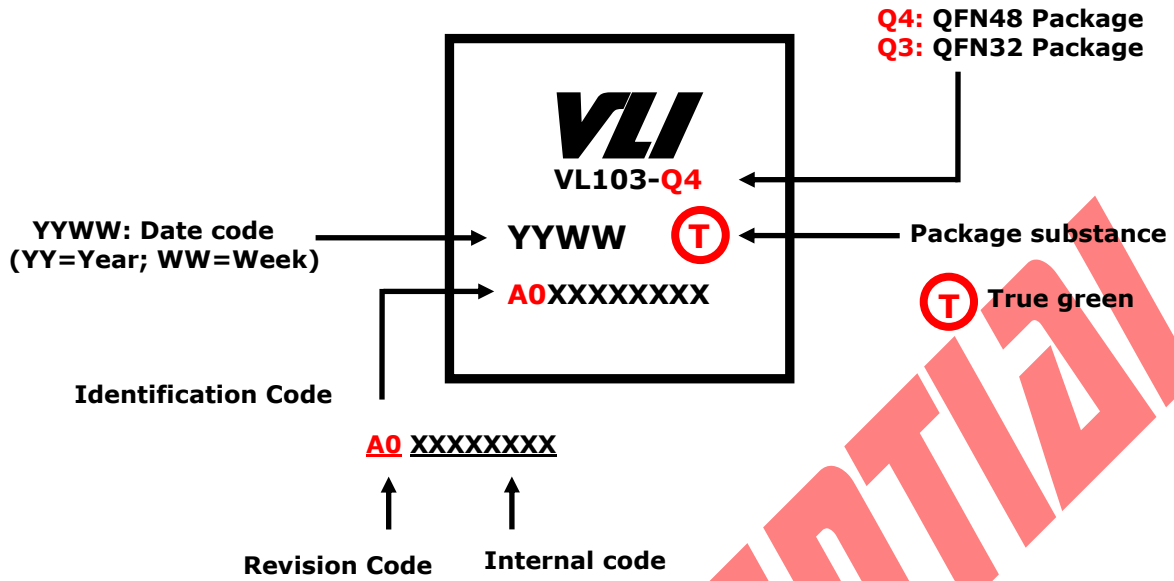 Q4: QFN48 Package
Q3: QFN32 Package
VLI
VL103-Q4
YYWW: Date code
(YY=Year; WW=Week)
YYWW
T
Package substance
A0XXXXXXXX
T True green
Identification Code
A0 XXXXXXXX
Revision Code
Internal code